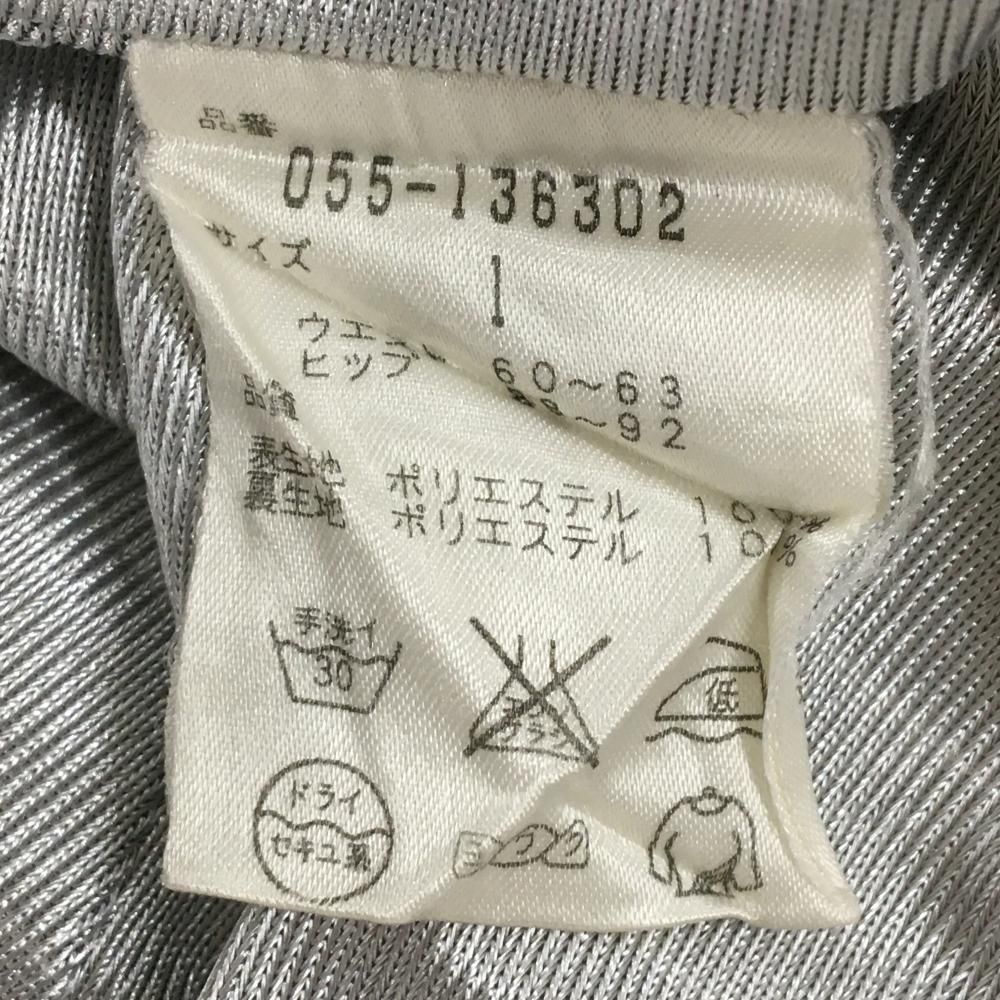 品番
055-136302
サイズ
1
ウエ
60~63
ヒップ
~92
品質
表生地 ポリエステル
裏生地 ポリエステル
手洗イ
30
低
ドライ
セキユ系